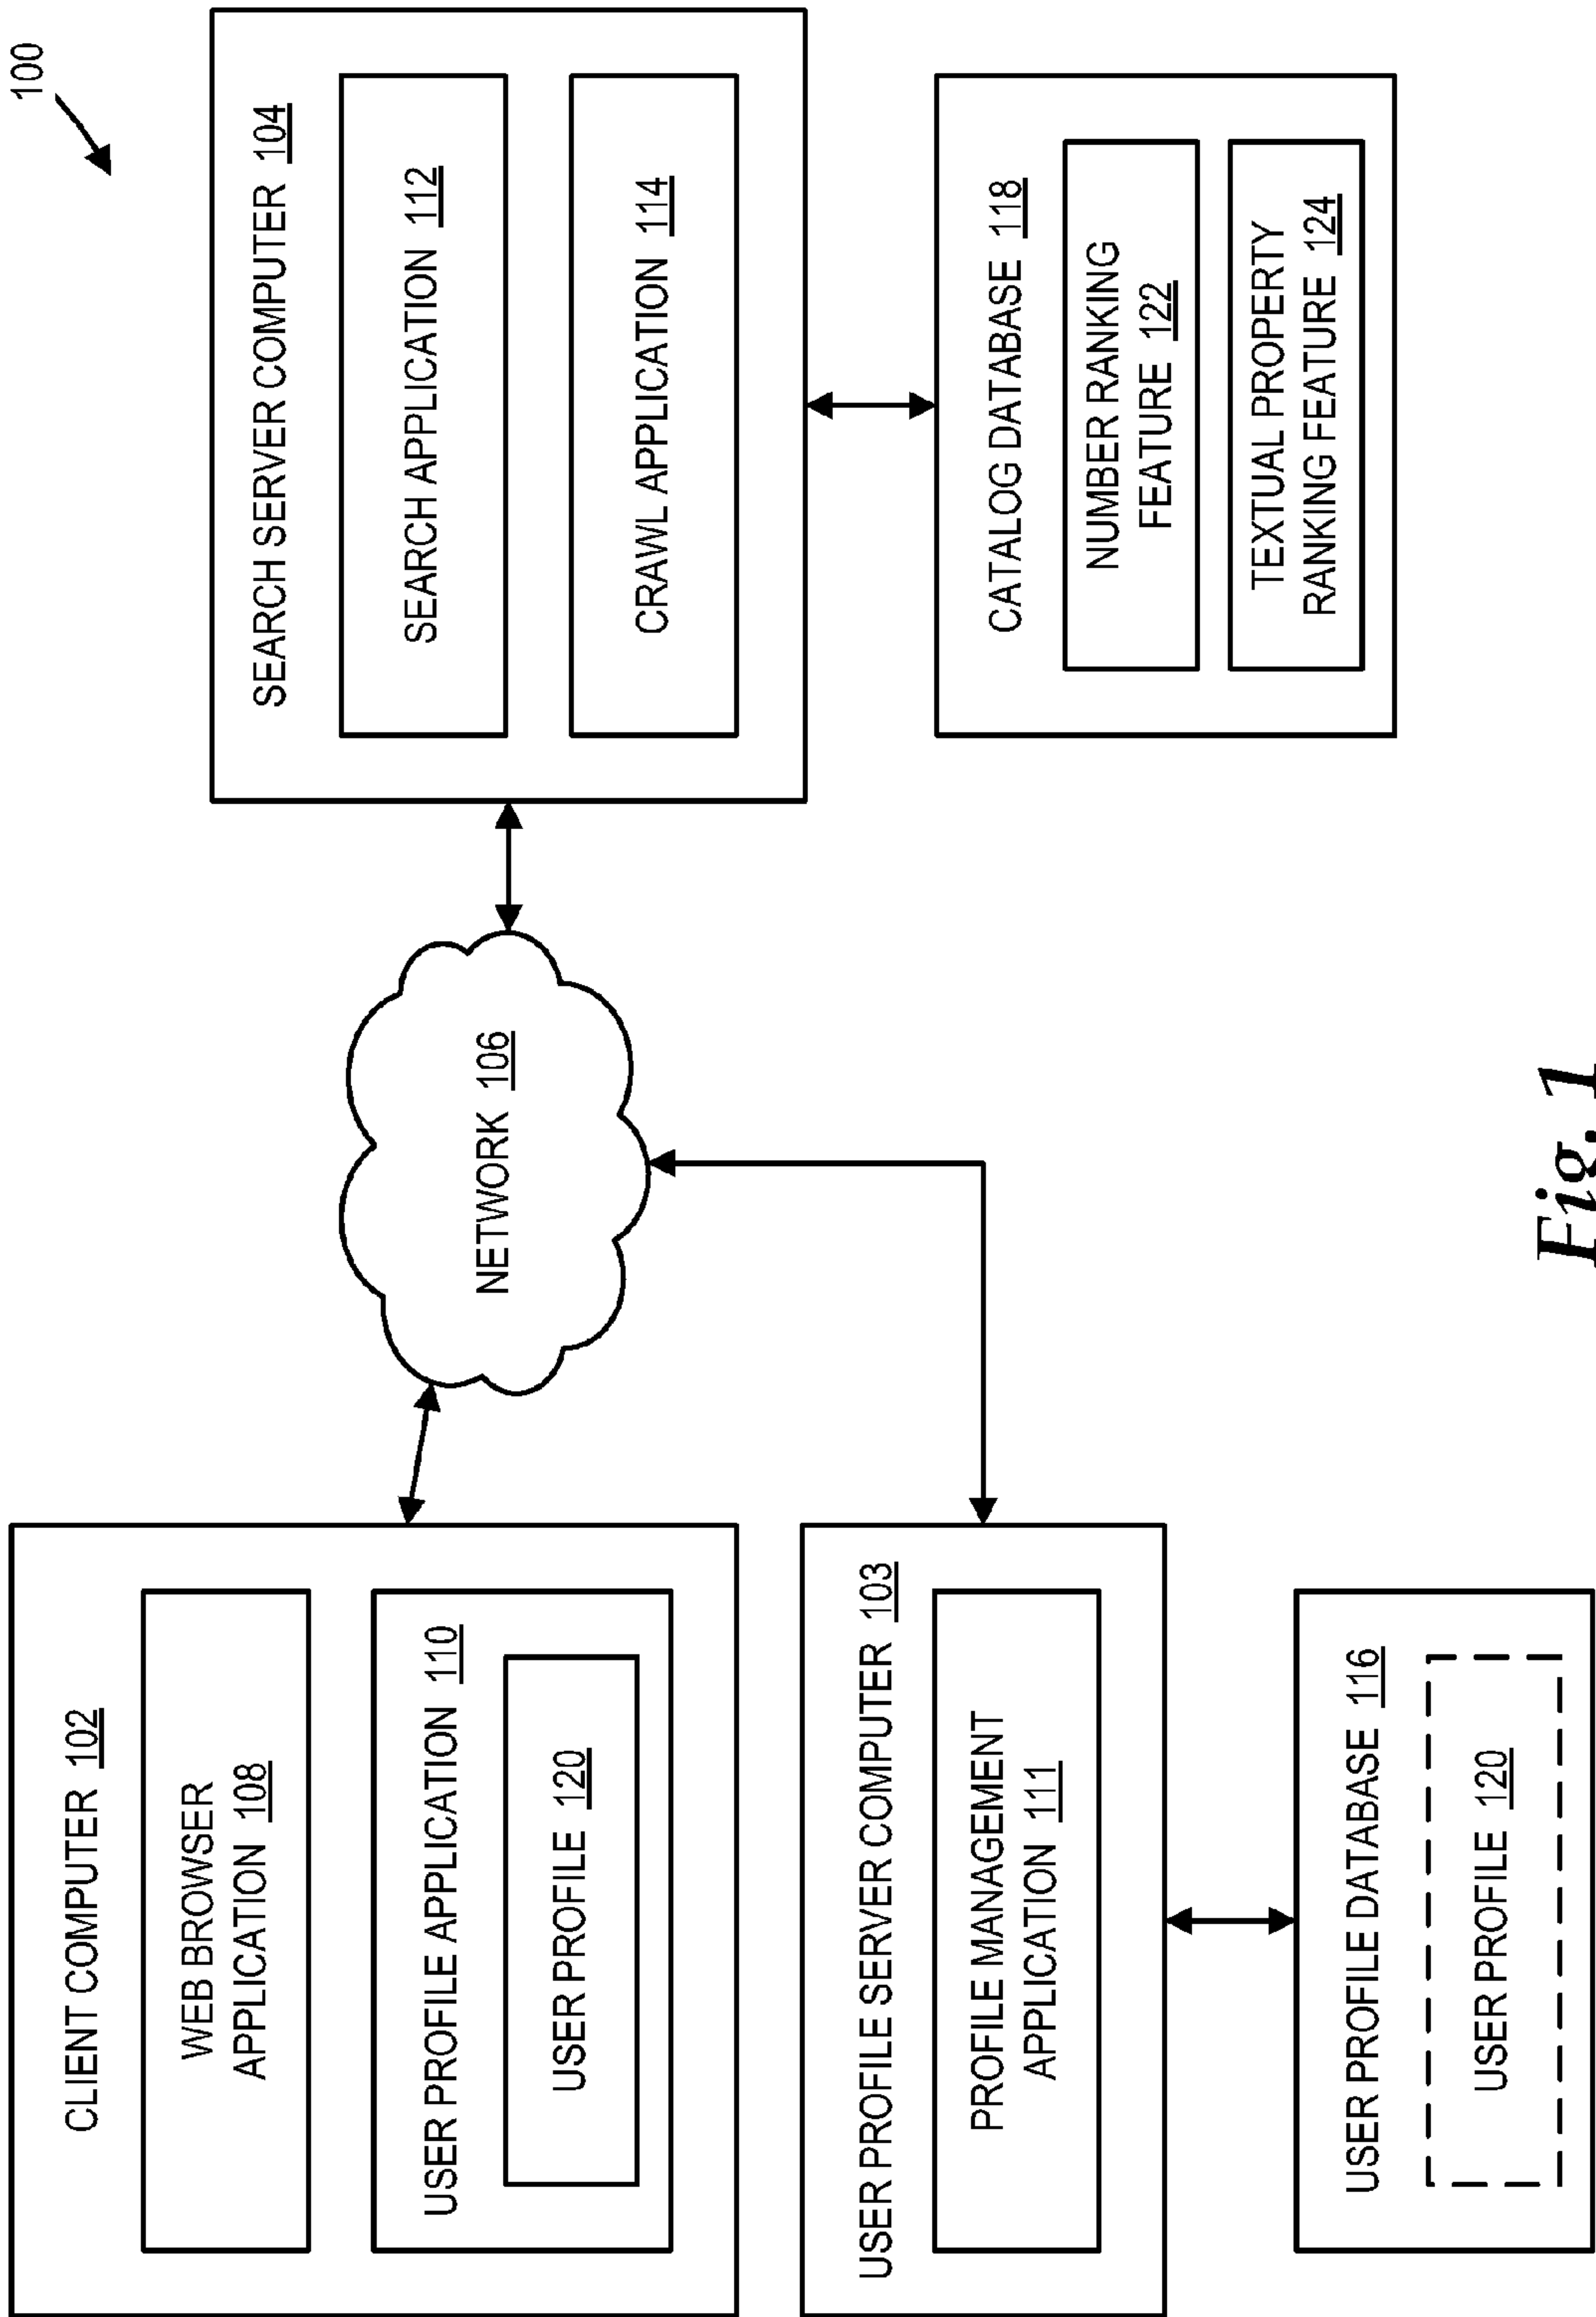 100
CLIENT COMPUTER 102
WEB BROWSER
APPLICATION 108
USER PROFILE APPLICATION 110
USER PROFILE 120
USER PROFILE SERVER COMPUTER 103
PROFILE MANAGEMENT
APPLICATION 111
USER PROFILE DATABASE 116
USER PROFILE 120
NETWORK 106
SEARCH SERVER COMPUTER 104
SEARCH APPLICATION 112
CRAWL APPLICATION 114
CATALOG DATABASE 118
NUMBER RANKING
FEATURE 122
TEXTUAL PROPERTY
RANKING FEATURE 124
Fig. 1